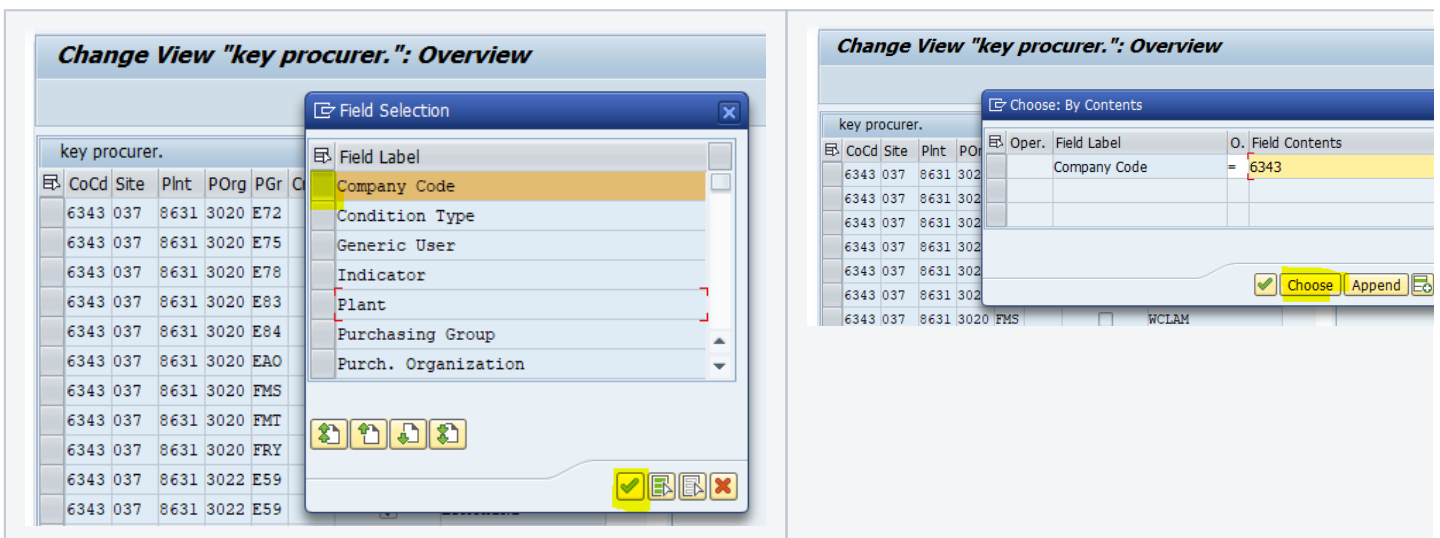 Change View "key procurer.": Overview
Field Selection
key procurer.
Field Label
CoCd Site Plnt POrg PGr
Company Code
6343 037 8631 3020 E72
Condition Type
6343 037 8631 3020 E75
Generic User
6343 037 8631 3020 E78
Indicator
6343 037 8631 3020 E83
Plant
6343 037 8631 3020 E84
Purchasing Group
6343 037 8631 3020 EAO
Purch. Organization
6343 037 8631 3020 FMS
6343 037 8631 3020 FMT
6343 037 8631 3020 FRY
6343 037 8631 3022 E59
6343 037 8631 3022 E59
Change View "key procurer.": Overview
Choose: By Contents
key procurer.
Oper. Field Label O. Field Contents
CoCd Site Plnt
Company Code = 6343
6343 037 8631 302
6343 037 8631 302
6343 037 8631 302
6343 037 8631 302
6343 037 8631 302
6343 037 8631 302
Choose Append
6343 037 8631 3020 FMS WCLAM